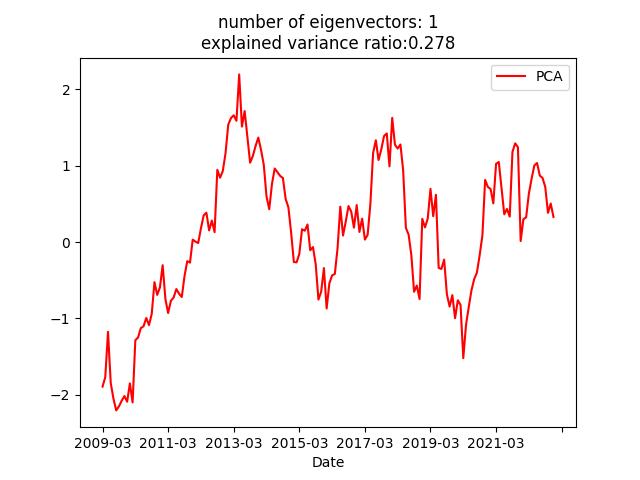 number of eigenvectors: 1
explained variance ratio:0.278
PCA
2
1
0
−1
−2
2009-03 2011-03 2013-03 2015-03 2017-03 2019-03 2021-03
Date